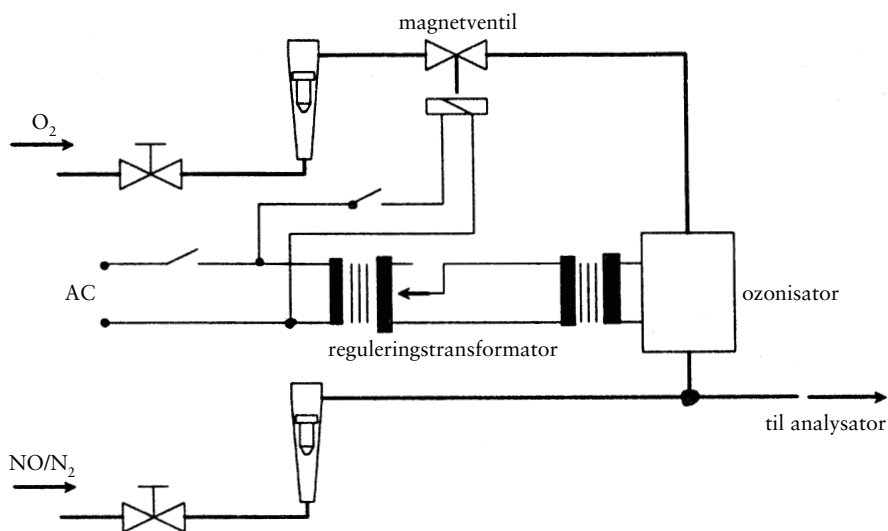 magnetventil
O₂
AC
ozonisator
reguleringstransformator
til analysator
NO/N₂